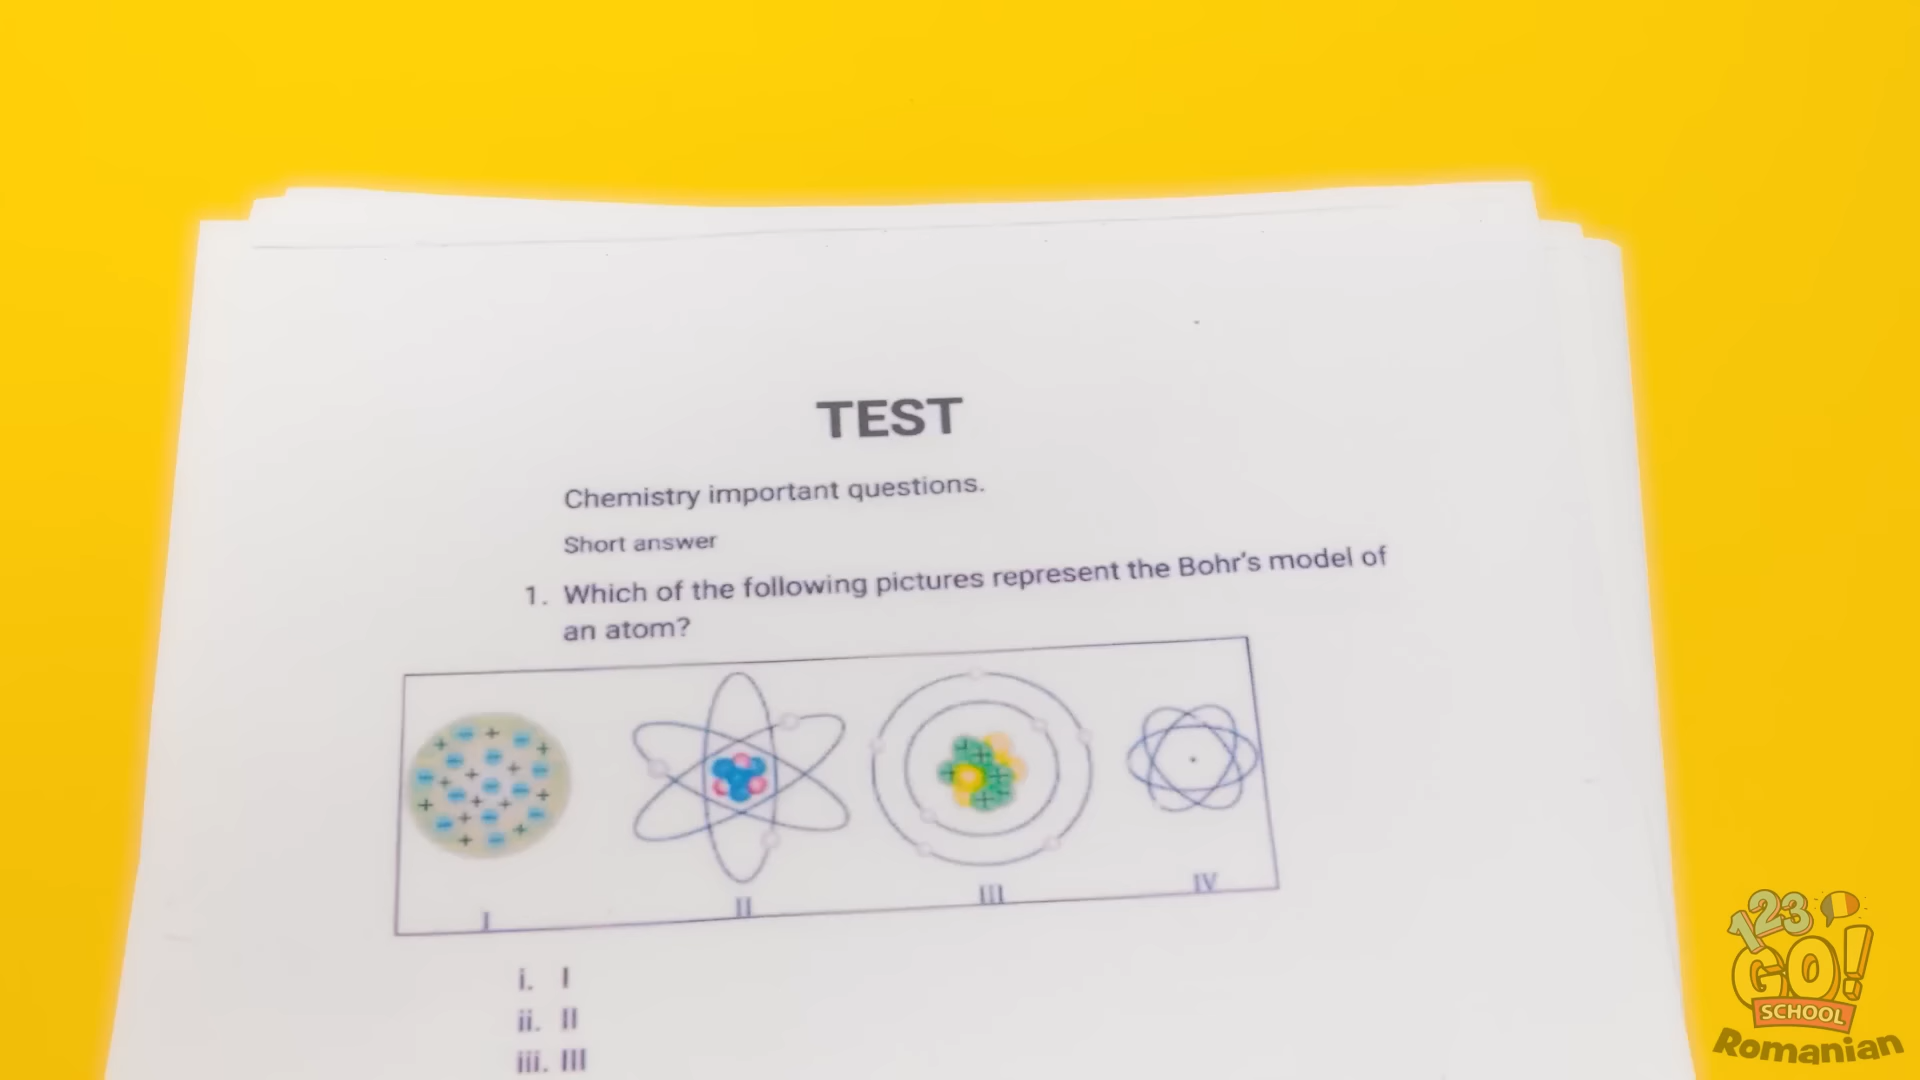 TEST
Chemistry important questions.
Short answer
1. Which of the following pictures represent the Bohr's model of
an atom?
I
II
III
IV
i. I
ii. II
iii. III
123
GO!
SCHOOL
Romanian